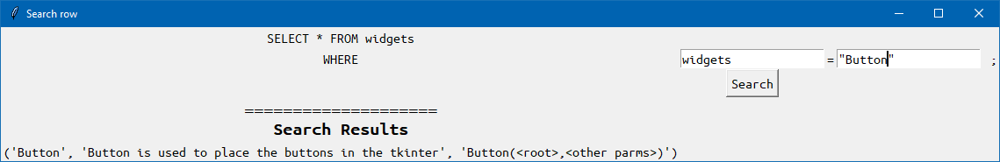 Search row
SELECT * FROM widgets
WHERE widgets = "Button" ;
Search
====================
Search Results
('Button', 'Button is used to place the buttons in the tkinter', 'Button(<root>,<other parms>)')